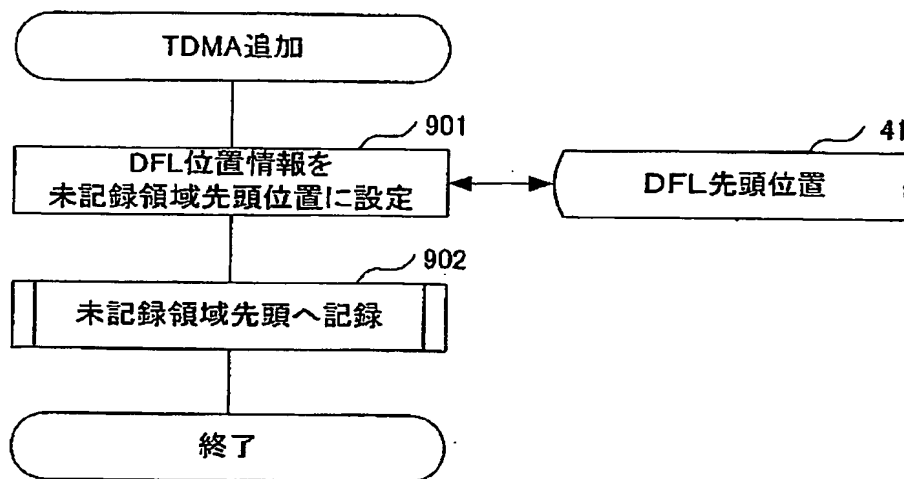 TDMA追加
901
DFL位置情報を
未記録領域先頭位置に設定
41
DFL先頭位置
902
未記録領域先頭へ記録
終了